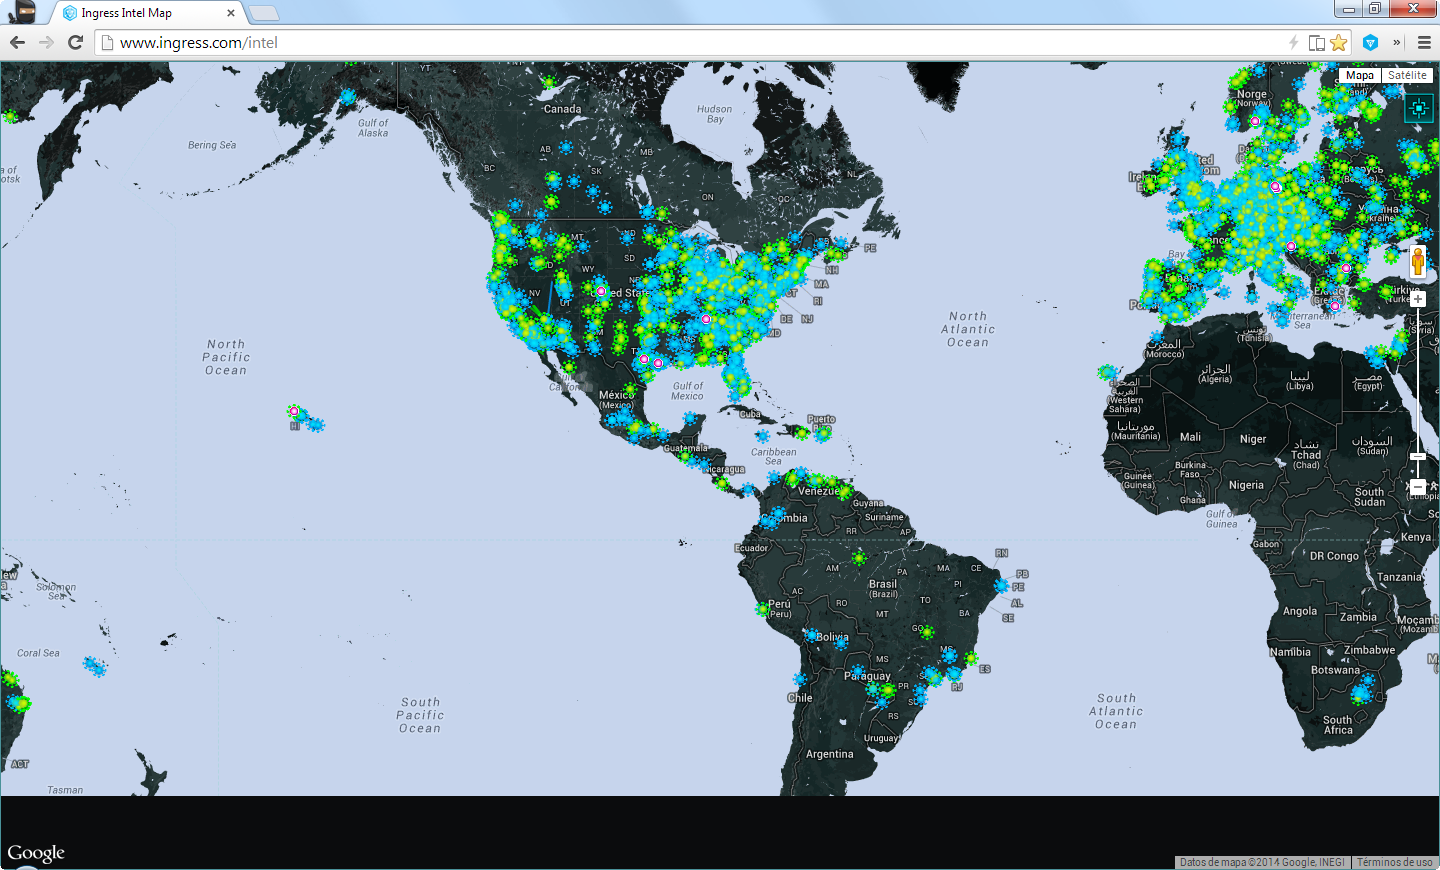 Ingress Intel Map
www.ingress.com/intel
Mapa
Satélite
YT
Canada
Hudson
Bay
Gulf of
Alaska
Bering Sea
AB
BC
SK
MB
ON
QC
NL
PE
NH
MA
RI
CT
NJ
DE
MD
MT
ND
SD
WY
NV
UT
United States
North
Pacific
Ocean
North
Atlantic
Ocean
HI
México
(Mexico)
Gulf of
Mexico
Cuba
Puerto
Rico
Caribbean
Sea
Guatemala
Nicaragua
Venezuela
Guyana
Suriname
Colombia
Ecuador
RR
AP
AM
PA
MA
CE
RN
PB
PE
AL
SE
PI
TO
BA
AC
RO
MT
GO
Brasil
(Brazil)
Perú
(Peru)
Bolivia
MS
Paraguay
PR
RS
ES
RJ
Chile
Uruguay
Argentina
Solomon
Sea
Coral Sea
ACT
Tasman
South
Pacific
Ocean
South
Atlantic
Ocean
Norge
(Norway)
Mediterranean
Sea
المغرب
(Morocco)
تونس
(Tunisia)
الجزائر
(Algeria)
ليبيا
(Libya)
مصر
(Egypt)
الصحراء
الغربية
(Western
Sahara)
موريتانيا
(Mauritania)
Mali
Niger
تشاد
Tchad
(Chad)
السودان
(Sudan)
Burkina
Faso
Guinée
(Guinea)
Ghana
Nigeria
South
Sudan
Gulf of
Guinea
Gabon
DR Congo
Kenya
Tanzania
Angola
Zambia
Zimbabwe
Namibia
Botswana
South
Africa
Google
Datos de mapa ©2014 Google, INEGI
Términos de uso